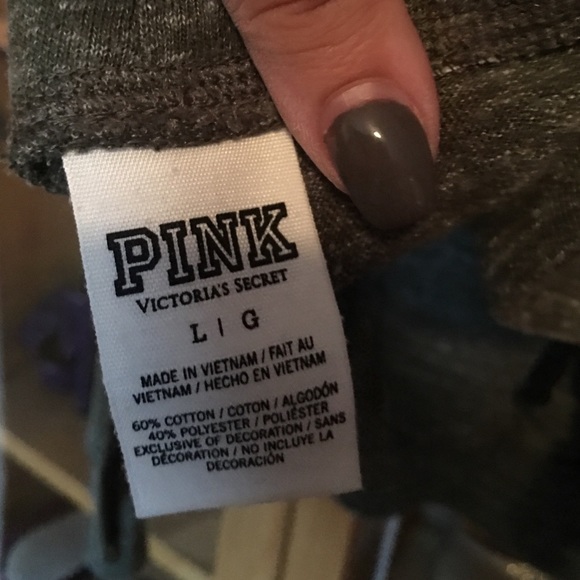 PINK
VICTORIA'S SECRET
L | G
MADE IN VIETNAM / FAIT AU
VIETNAM / HECHO EN VIETNAM
60% COTTON / COTON / ALGODÓN
40% POLYESTER / POLIÉSTER
EXCLUSIVE OF DECORATION / SANS
DÉCORATION / NO INCLUYE LA
DECORACIÓN